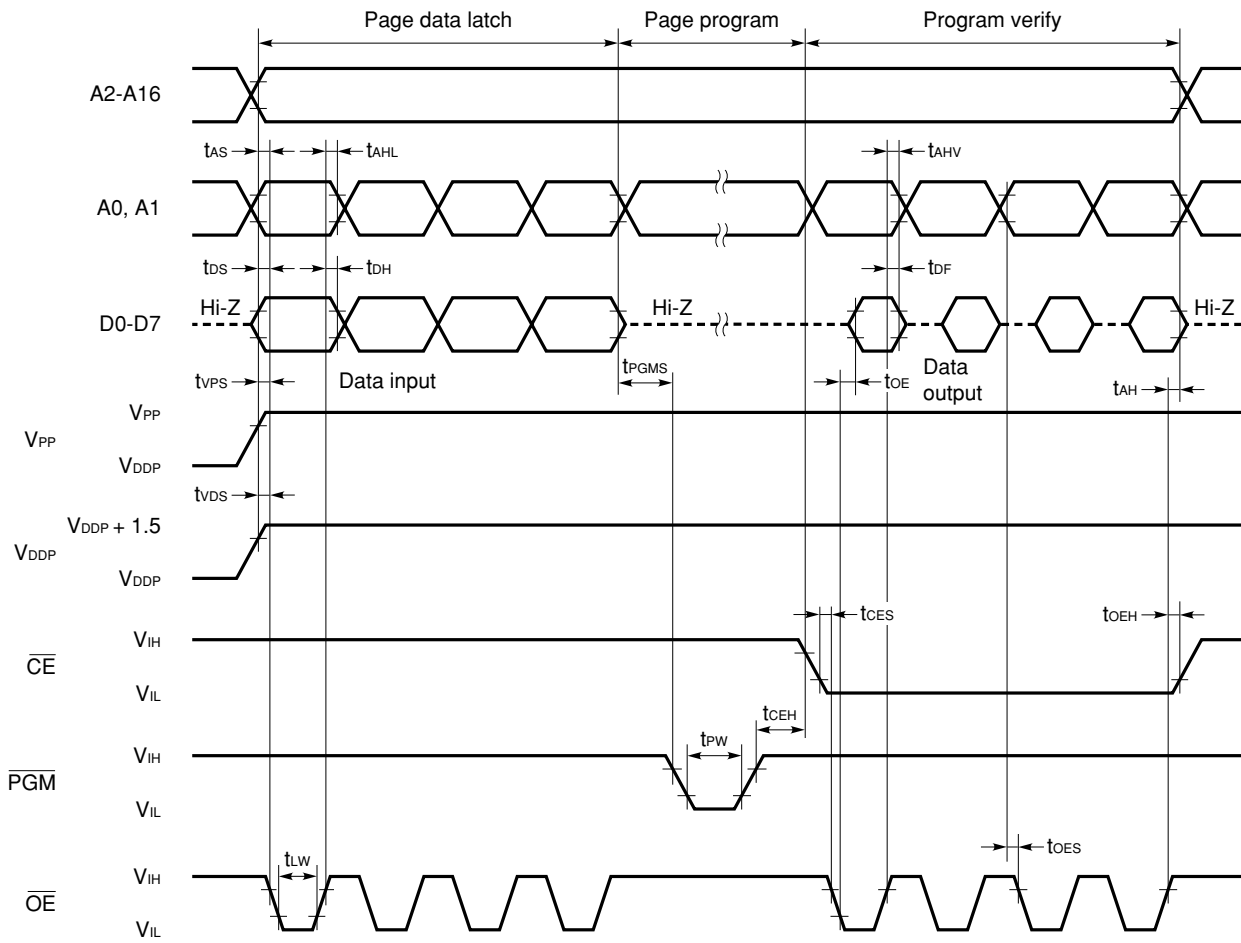 Page data latch Page program Program verify
A2-A16
tAS tAHL tAHV
A0, A1
tDS tDH tDF
Hi-Z Hi-Z Hi-Z
D0-D7
tVPS Data input tPGMS tOE Data output tAH
VPP
VPP
VDDP
tVDS
VDDP + 1.5
VDDP
VDDP
tCES tOEH
VIH
CE
VIL
tCEH
tPW
VIH
PGM
VIL
tLW tOES
VIH
OE
VIL